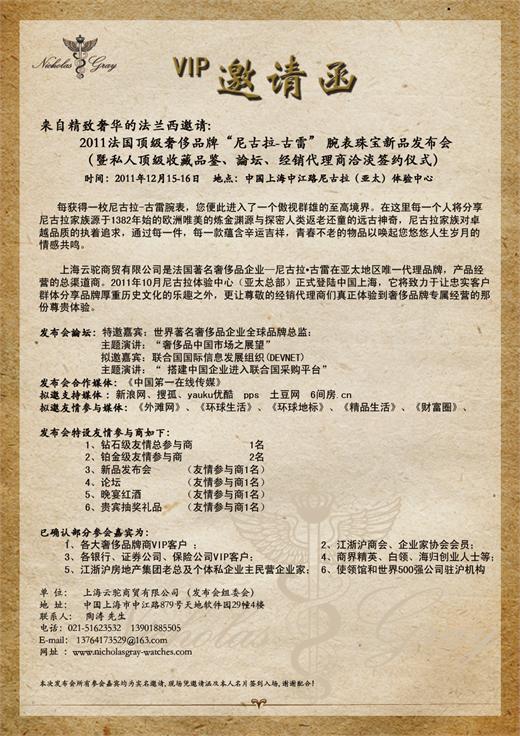 Nicholas Gray
VIP 邀请函
来自精致奢华的法兰西邀请:
2011法国顶级奢侈品牌“尼古拉-古雷” 腕表珠宝新品发布会
(暨私人顶级收藏品鉴、論坛、经销代理商洽淡签约仪式)
时间:2011年12月15-16日 地点:中国上海中江路尼古拉(亚太)体验中心
每获得一枚尼古拉-古雷腕表,您便此进入了一个傲视群雄的至高境界。在这里每一个人将分享
尼古拉家族源于1382年始的欧洲唯美的炼金渊源与探密人类返老还童的远古神奇,尼古拉家族对卓
越品质的执着追求,通过每一件,每一款蕴含辛运吉祥,青春不老的物品以唤起您悠悠人生岁月的
情感共鸣。
上海云驼商贸有限公司是法国著名奢侈品企业—尼古拉•古雷在亚太地区唯一代理品牌,产品经
营的总渠道商。2011年10月尼古拉体验中心(亚太总部)正式登陆中国上海,它将致力于让忠实客户
群体分享品牌厚重历史文化的乐趣之外,更让尊敬的经销代理商们真正体验到奢侈品牌专属经营的那
份尊贵体验。
发布会論坛:特邀嘉宾:世界著名奢侈品企业全球品牌总监:
主题演讲:“奢侈品中国市场之展望”
拟邀嘉宾:联合国国际信息发展组织(DEVNET)
主题演讲:“ 搭建中国企业进入联合国采购平台”
发布会合作媒体:《中国第一在线传媒》
拟邀支持媒体:新浪网、搜孤、yauku优酷 pps 土豆网 6间房.cn
拟邀友情参与媒体:《外滩网》、《环球生活》、《环球地标》、《精品生活》、《财富圈》、
发布会特设友情参与商如下:
1、钻石级友情总参与商 1名
2、铂金级友情参与商 2名
3、新品发布会 (友情参与商1名)
4、论坛 (友情参与商1名)
5、晚宴红酒 (友情参与商1名)
6、贵宾抽奖礼品 (友情参与商1名)
已确认部分参会嘉宾为:
1、各大奢侈品牌商VIP客户; 2、江浙沪商会、企业家协会会员;
3、各银行、证券公司、保险公司VIP客户; 4、商界精英、白领、海归创业人士等;
5、江浙沪房地产集团老总及个体私企业主民营企业家; 6、使领馆和世界500强公司驻沪机构
单 位: 上海云驼商贸有限公司(发布会组委会)
地 址: 中国上海市中江路879号天地软件园29幢4楼
联系人: 陶涛 先生
电话:021-51623532 13901885505
E-mail: 13764173529@163.com
网址:www.nicholasgray-watches.com
本次发布会所有参会嘉宾均为实名邀请,现场凭邀请函及本人名片签到入场,谢谢配合!